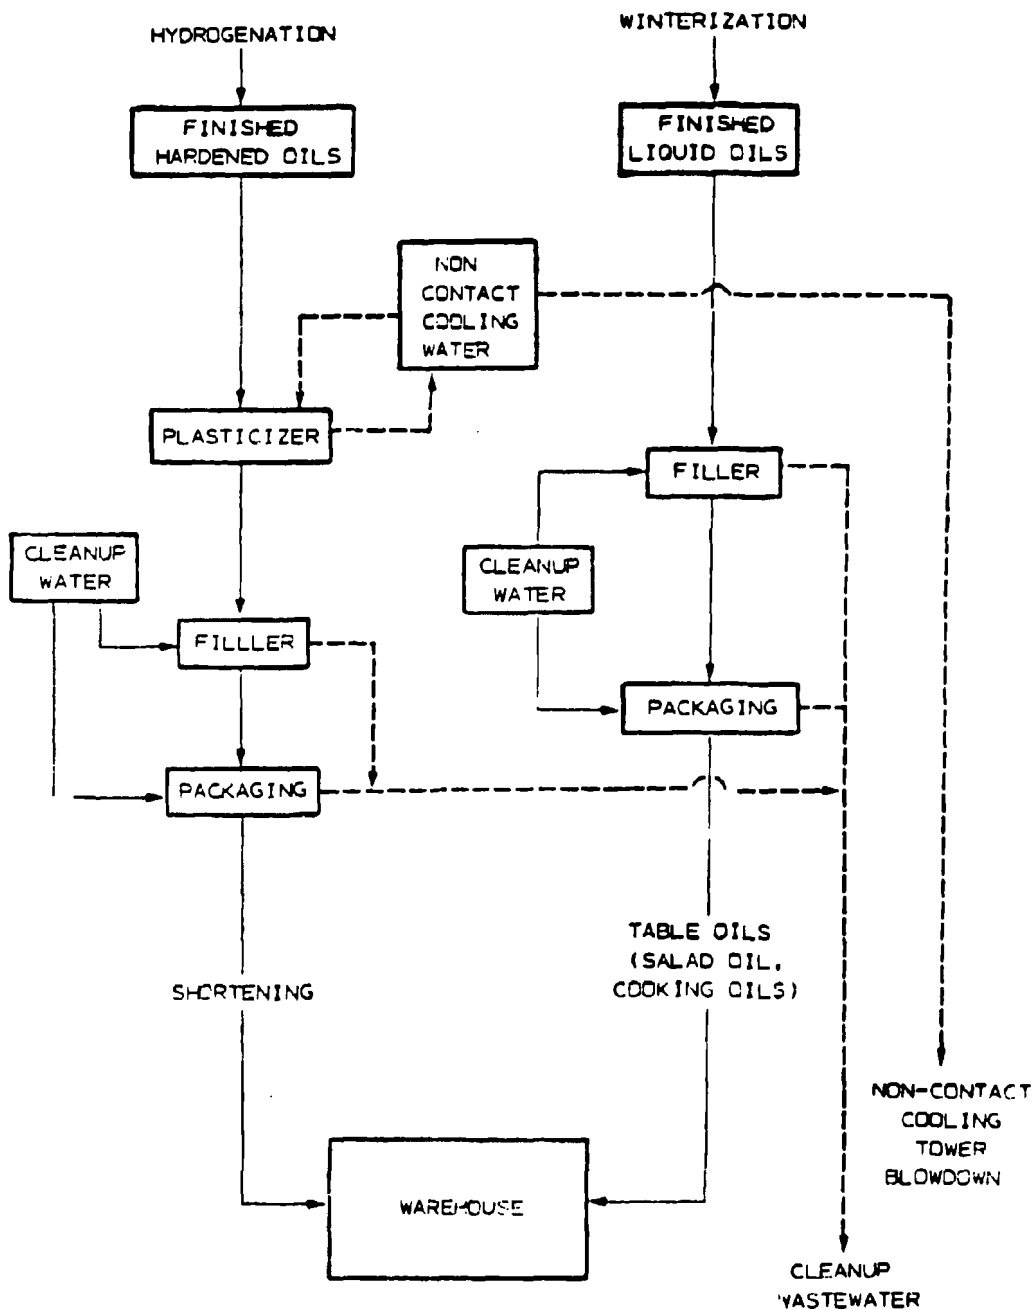 HYDROGENATION
WINTERIZATION
FINISHED
HARDENED OILS
FINISHED
LIQUID OILS
NON
CONTACT
COOLING
WATER
PLASTICIZER
FILLER
CLEANUP
WATER
CLEANUP
WATER
FILLLER
PACKAGING
PACKAGING
TABLE OILS
(SALAD OIL,
COOKING OILS)
SHORTENING
NON-CONTACT
COOLING
TOWER
BLOWDOWN
WAREHOUSE
CLEANUP
WASTEWATER